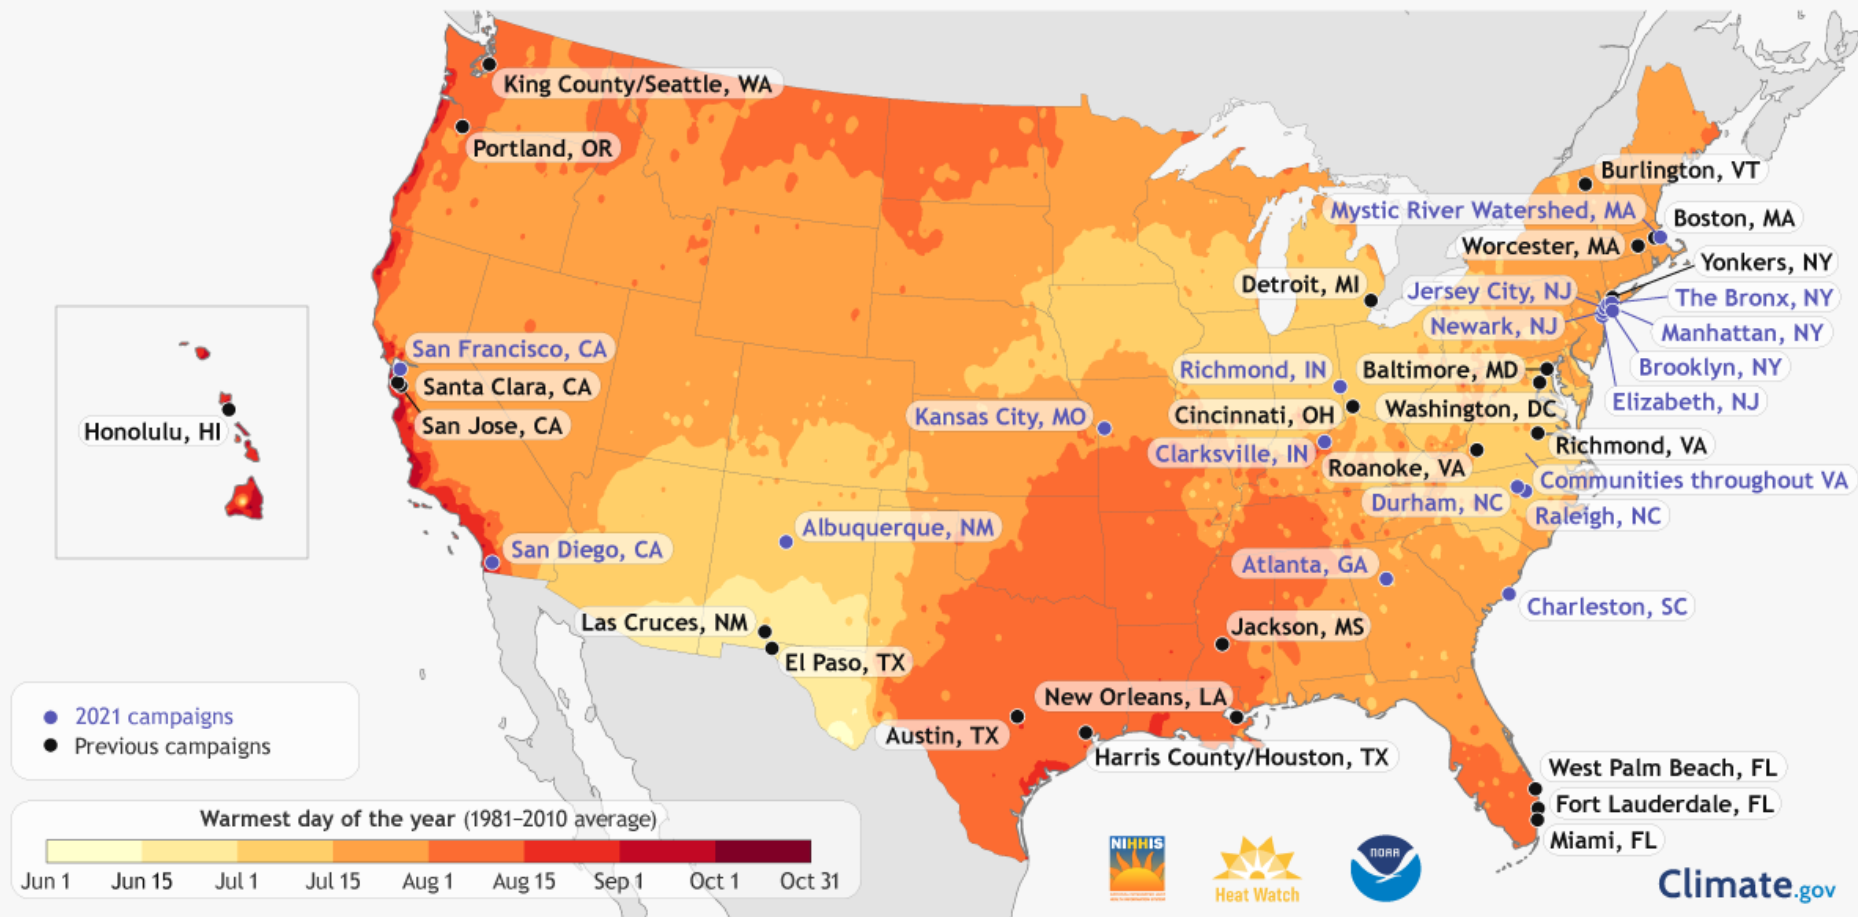 King County/Seattle, WA
Portland, OR
Burlington, VT
Mystic River Watershed, MA
Boston, MA
Worcester, MA
Yonkers, NY
Detroit, MI
Jersey City, NJ
The Bronx, NY
Newark, NJ
Manhattan, NY
San Francisco, CA
Richmond, IN
Baltimore, MD
Brooklyn, NY
Santa Clara, CA
Elizabeth, NJ
Kansas City, MO
Cincinnati, OH
Washington, DC
San Jose, CA
Honolulu, HI
Clarksville, IN
Richmond, VA
Roanoke, VA
Communities throughout VA
Durham, NC
Raleigh, NC
Albuquerque, NM
San Diego, CA
Atlanta, GA
Charleston, SC
Las Cruces, NM
Jackson, MS
El Paso, TX
New Orleans, LA
Austin, TX
Harris County/Houston, TX
West Palm Beach, FL
Fort Lauderdale, FL
Miami, FL
2021 campaigns
Previous campaigns
Warmest day of the year (1981–2010 average)
Jun 1 Jun 15 Jul 1 Jul 15 Aug 1 Aug 15 Sep 1 Oct 1 Oct 31
NIHHIS
Heat Watch
NOAA
Climate.gov